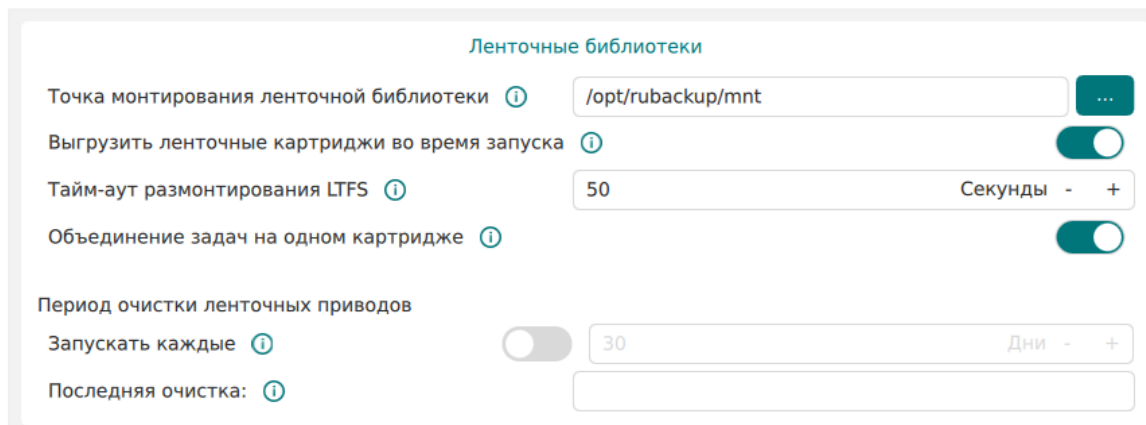 Ленточные библиотеки
Точка монтирования ленточной библиотеки /opt/rubackup/mnt ...
Выгрузить ленточные картриджи во время запуска
Тайм-аут размонтирования LTFS 50 Секунды - +
Объединение задач на одном картридже
Период очистки ленточных приводов
Запускать каждые 30 Дни - +
Последняя очистка: